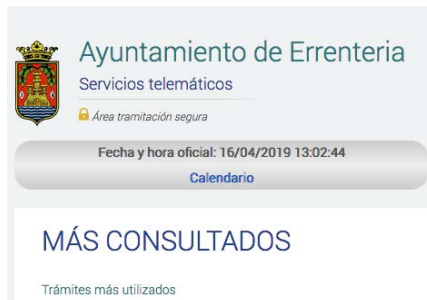 Ayuntamiento de Errenteria
Servicios telemáticos
Área tramitación segura
Fecha y hora oficial: 16/04/2019 13:02:44
Calendario
MÁS CONSULTADOS
Trámites más utilizados